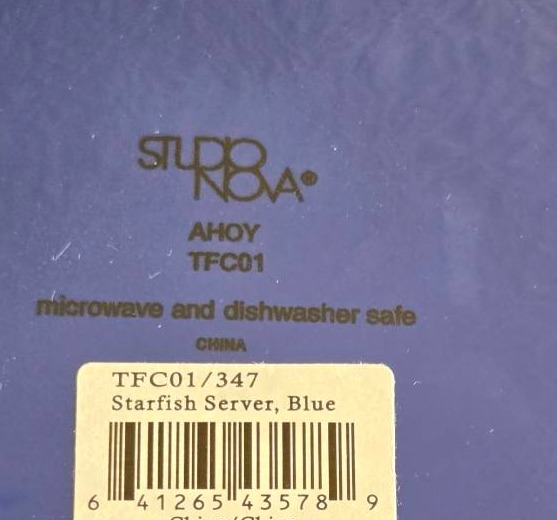 STUDIO
NOVA®
AHOY
TFC01
microwave and dishwasher safe
CHINA
TFC01/347
Starfish Server, Blue
6 41265 43578 9